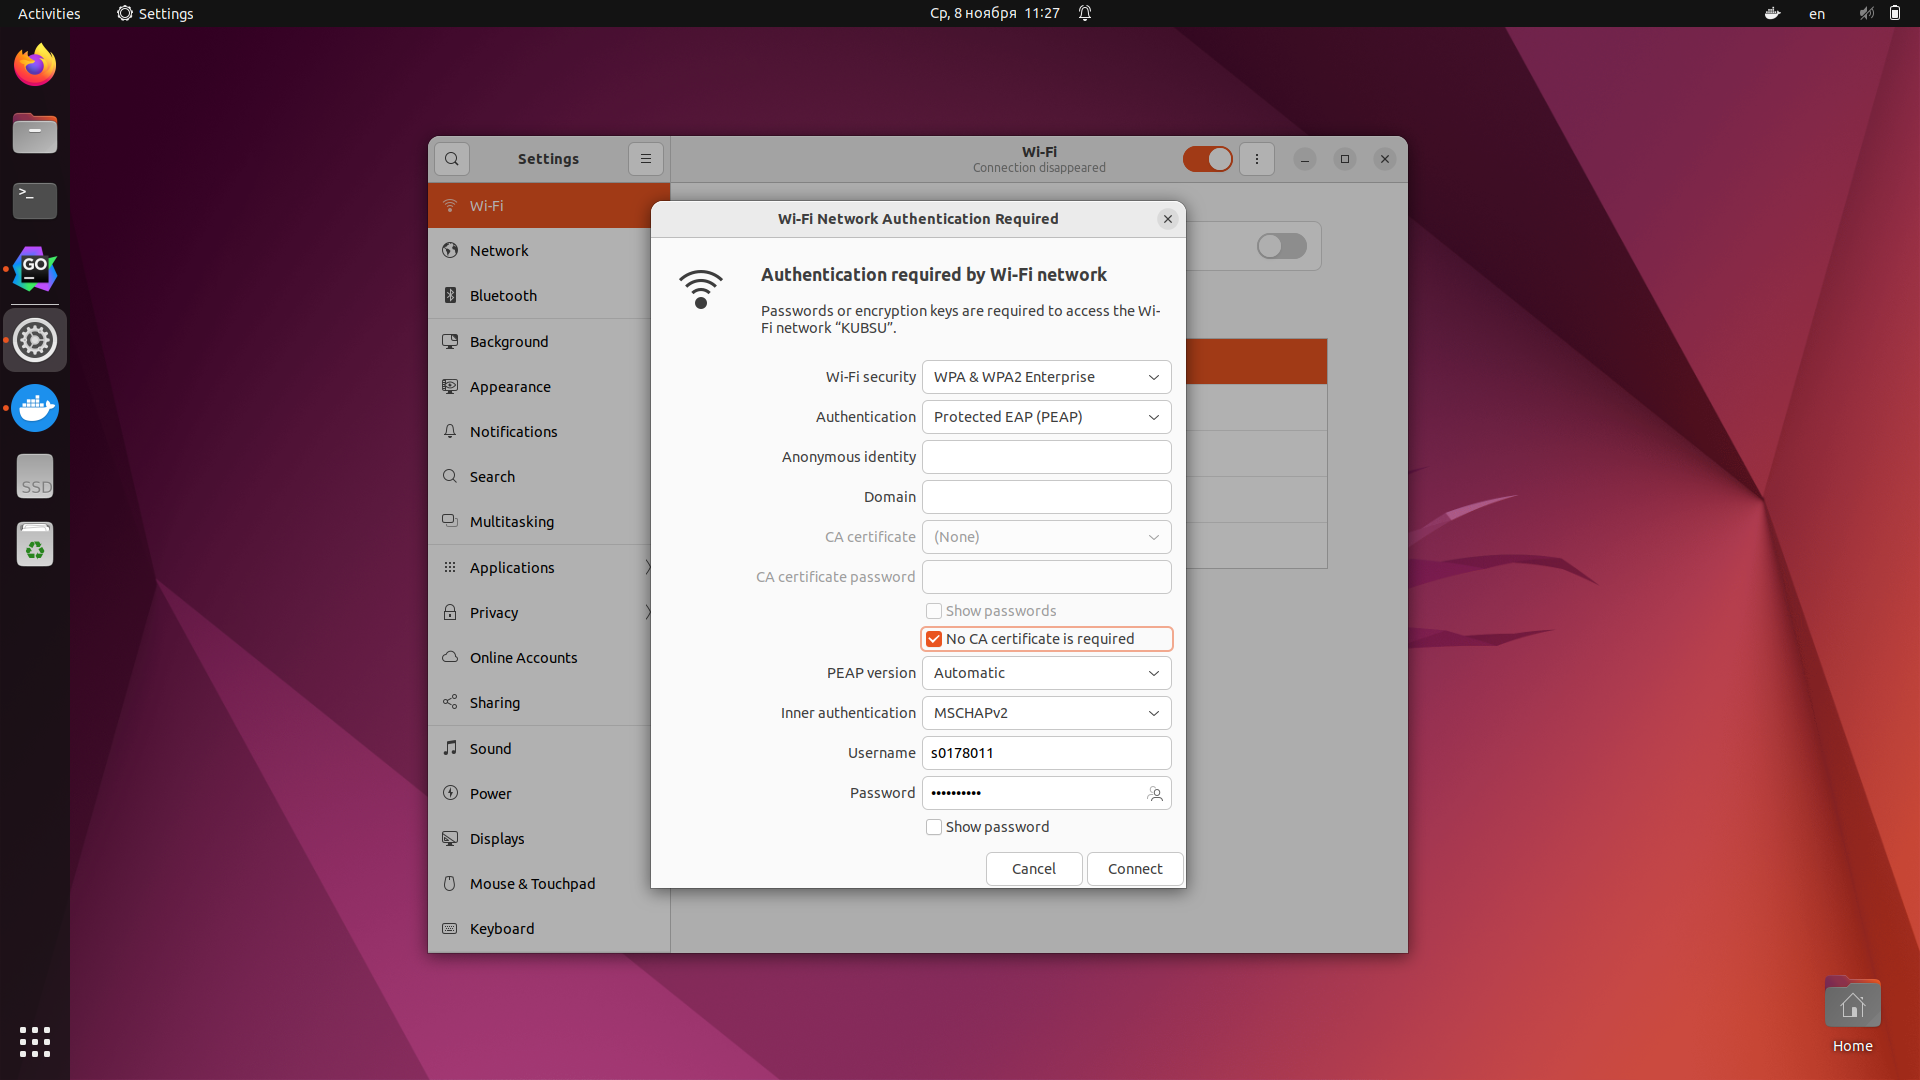 Activities
Settings
Ср, 8 ноября 11:27
en
>_
GO
SSD
Settings
Wi-Fi
Connection disappeared
Wi-Fi
Network
Bluetooth
Background
Appearance
Notifications
Search
Multitasking
Applications
Privacy
Online Accounts
Sharing
Sound
Power
Displays
Mouse & Touchpad
Keyboard
Wi-Fi Network Authentication Required
Authentication required by Wi-Fi network
Passwords or encryption keys are required to access the Wi-
Fi network “KUBSU”.
Wi-Fi security WPA & WPA2 Enterprise
Authentication Protected EAP (PEAP)
Anonymous identity
Domain
CA certificate (None)
CA certificate password
Show passwords
No CA certificate is required
PEAP version Automatic
Inner authentication MSCHAPv2
Username s0178011
Password ••••••••••
Show password
Cancel Connect
Home